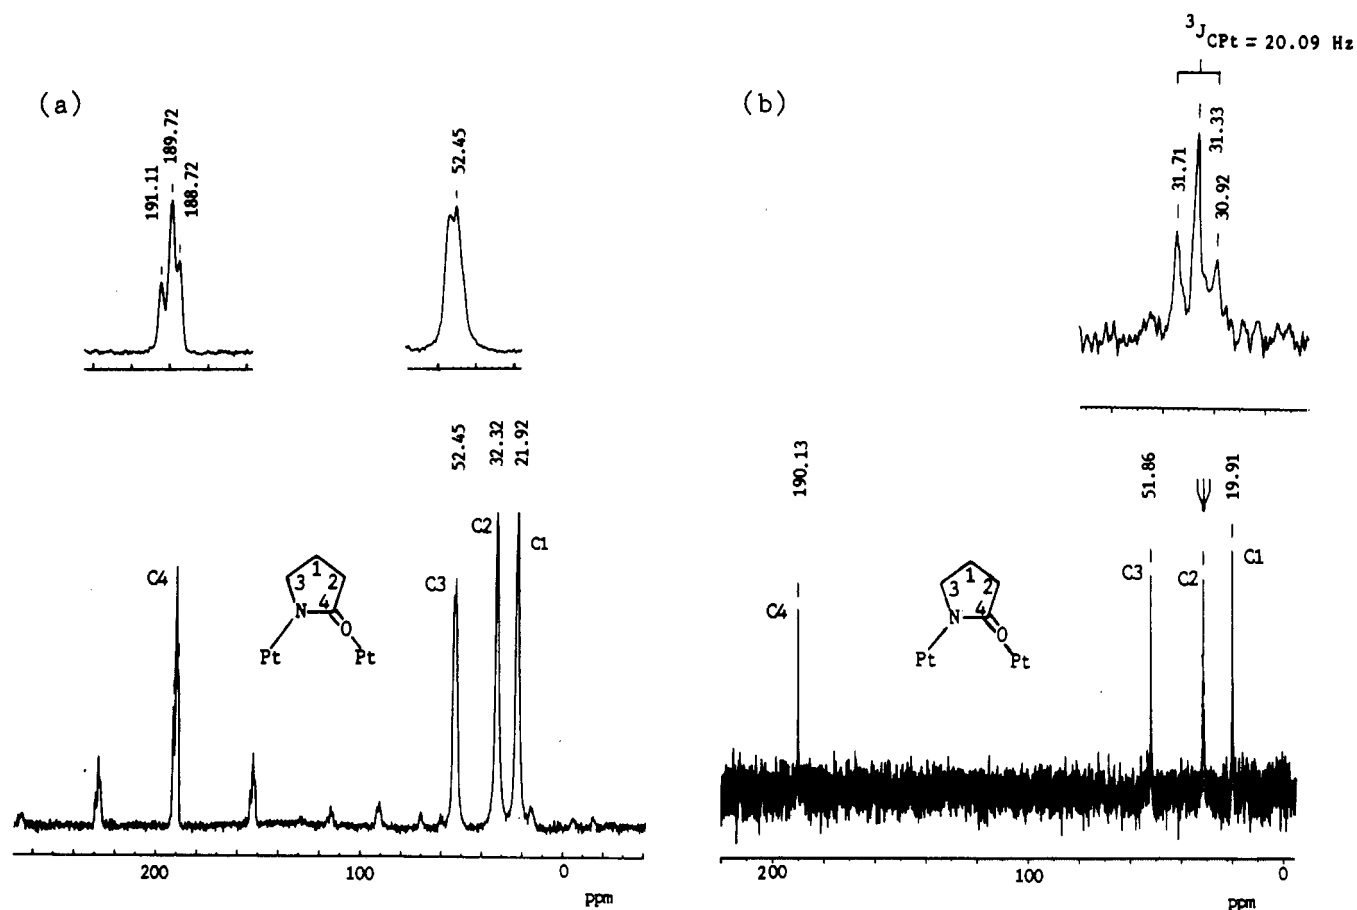 (a)
191.11
189.72
188.72
52.45
52.45
32.32
21.92
C4
C3
C2
C1
1
3 2
N 4 O
Pt Pt
200 100 0
ppm
(b)
3JCPt = 20.09 Hz
31.71
31.33
30.92
190.13
51.86
19.91
C4
C3
C2
C1
1
3 2
N 4 O
Pt Pt
200 100 0
ppm